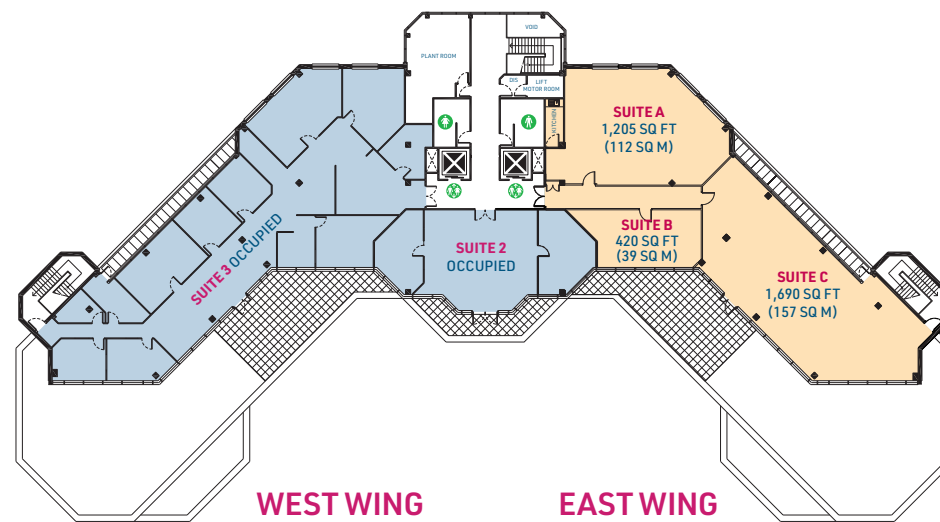 VOID
PLANT ROOM
DIS
LIFT
MOTOR ROOM
KITCHEN
SUITE A
1,205 SQ FT
(112 SQ M)
SUITE B
420 SQ FT
(39 SQ M)
SUITE 2
OCCUPIED
SUITE 3 OCCUPIED
SUITE C
1,690 SQ FT
(157 SQ M)
WEST WING
EAST WING